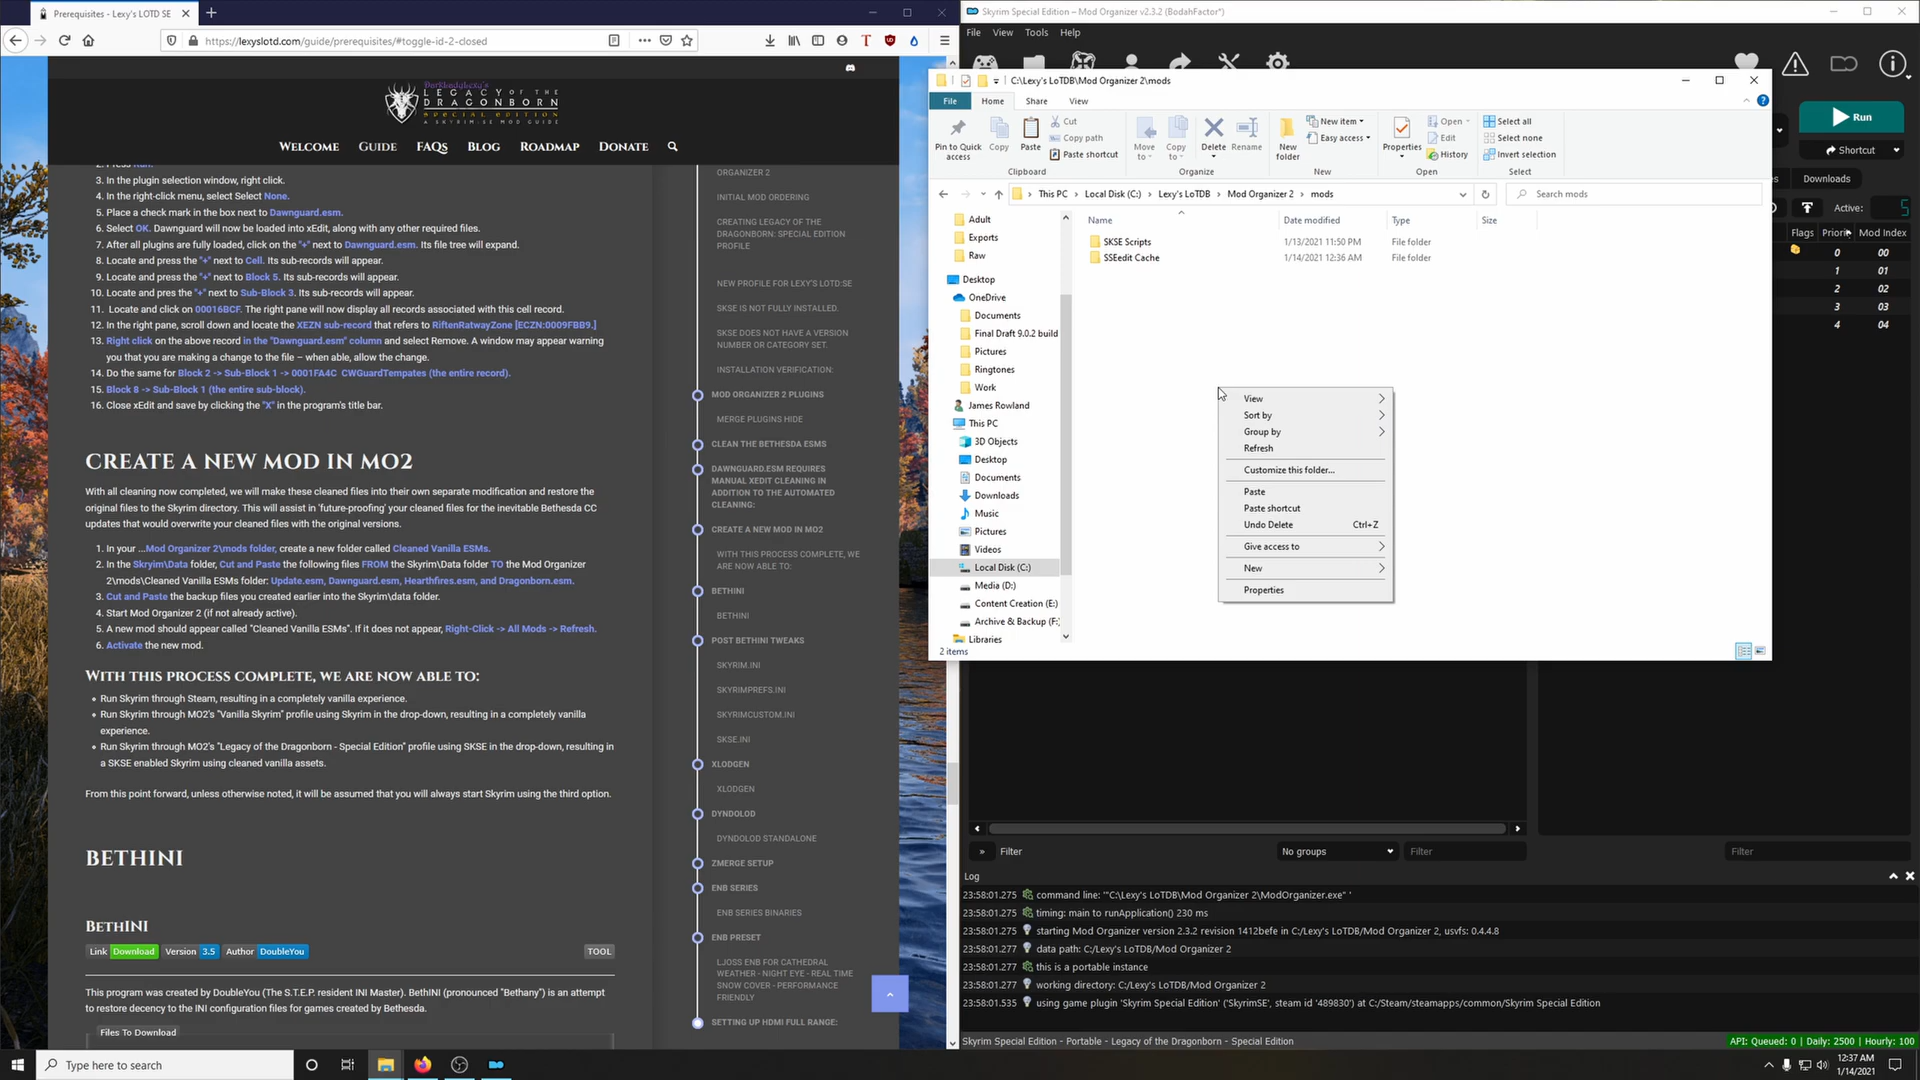 Prerequisites - Lexy's LOTD SE
https://lexyslotd.com/guide/prerequisites/#toggle-id-2-closed
DarkladyLexy's
LEGACY OF THE
DRAGONBORN
SPECIAL EDITION
A SKYRIM:SE MOD GUIDE
WELCOME GUIDE FAQS BLOG ROADMAP DONATE
2. Press Run.
3. In the plugin selection window, right click.
4. In the right-click menu, Select None.
5. Place a check mark in the box next to Dawnguard.esm.
6. Select OK. Dawnguard will now be loaded into xEdit, along with any other required files.
7. After all plugins are fully loaded, click on the "+" next to Dawnguard.esm. Its file tree will expand.
8. Locate and press the "+" next to Cell. Its sub-records will appear.
9. Locate and press the "+" next to Block 5. Its sub-records will appear.
10. Locate and pres the "+" next to Sub-Block 3. Its sub-records will appear.
11. Locate and click on 00016BCF. The right pane will now display all records associated with this cell record.
12. In the right pane, scroll down and locate the XEZN sub-record that refers to RiftenRatwayZone [ECZN:0009FBB9.]
13. Right click on the above record in the "Dawnguard.esm" column and select Remove. A window may appear warning
you that you are making a change to the file – when able, allow the change.
14. Do the same for Block 2 -> Sub-Block 1 -> 0001FA4C CWGuardTempates (the entire record).
15. Block 8 -> Sub-Block 1 (the entire sub-block).
16. Close xEdit and save by clicking the "X" in the program's title bar.
CREATE A NEW MOD IN MO2
With all cleaning now completed, we will make these cleaned files into their own separate modification and restore the
original files to the Skyrim directory. This will assist in 'future-proofing' your cleaned files for the inevitable Bethesda CC
updates that would overwrite your cleaned files with the original versions.
1. In your ...Mod Organizer 2\mods folder, create a new folder called Cleaned Vanilla ESMs.
2. In the Skryim\Data folder, Cut and Paste the following files FROM the Skyrim\Data folder TO the Mod Organizer
2\mods\Cleaned Vanilla ESMs folder: Update.esm, Dawnguard.esm, Hearthfires.esm, and Dragonborn.esm.
3. Cut and Paste the backup files you created earlier into the Skyrim\data folder.
4. Start Mod Organizer 2 (if not already active).
5. A new mod should appear called "Cleaned Vanilla ESMs". If it does not appear, Right-Click -> All Mods -> Refresh.
6. Activate the new mod.
WITH THIS PROCESS COMPLETE, WE ARE NOW ABLE TO:
Run Skyrim through Steam, resulting in a completely vanilla experience.
Run Skyrim through MO2's "Vanilla Skyrim" profile using Skyrim in the drop-down, resulting in a completely vanilla
experience.
Run Skyrim through MO2's "Legacy of the Dragonborn - Special Edition" profile using SKSE in the drop-down, resulting in
a SKSE enabled Skyrim using cleaned vanilla assets.
From this point forward, unless otherwise noted, it will be assumed that you will always start Skyrim using the third option.
BETHINI
BETHINI
Link Download Version 3.5 Author DoubleYou TOOL
This program was created by DoubleYou (The S.T.E.P. resident INI Master). BethINI (pronounced "Bethany") is an attempt
to restore decency to the INI configuration files for games created by Bethesda.
Files To Download
ORGANIZER 2
INITIAL MOD ORDERING
CREATING LEGACY OF THE
DRAGONBORN: SPECIAL EDITION
PROFILE
NEW PROFILE FOR LEXY'S LOTD:SE
SKSE IS NOT FULLY INSTALLED.
SKSE DOES NOT HAVE A VERSION
NUMBER OR CATEGORY SET.
INSTALLATION VERIFICATION:
MOD ORGANIZER 2 PLUGINS
MERGE PLUGINS HIDE
CLEAN THE BETHESDA ESMS
DAWNGUARD.ESM REQUIRES
MANUAL XEDIT CLEANING IN
ADDITION TO THE AUTOMATED
CLEANING:
CREATE A NEW MOD IN MO2
WITH THIS PROCESS COMPLETE, WE
ARE NOW ABLE TO:
BETHINI
BETHINI
POST BETHINI TWEAKS
SKYRIM.INI
SKYRIMPREFS.INI
SKYRIMCUSTOM.INI
SKSE.INI
XLODGEN
XLODGEN
DYNDOLOD
DYNDOLOD STANDALONE
ZMERGE SETUP
ENB SERIES
ENB SERIES BINARIES
ENB PRESET
LJOSS ENB FOR CATHEDRAL
WEATHER - NIGHT EYE - REAL TIME
SNOW COVER - PERFORMANCE
FRIENDLY
SETTING UP HDMI FULL RANGE:
Skyrim Special Edition – Mod Organizer v2.3.2 (BodahFactor*)
File View Tools Help
Run
Shortcut
Downloads
Active: 5
Flags Priority Mod Index
0 00
1 01
2 02
3 03
4 04
C:\Lexy's LoTDB\Mod Organizer 2\mods
File Home Share View
Pin to Quick
access
Copy
Paste
Cut
Copy path
Paste shortcut
Clipboard
Move
to
Copy
to
Delete
Rename
Organize
New
folder
New item
Easy access
New
Properties
Open
Edit
History
Open
Select all
Select none
Invert selection
Select
This PC Local Disk (C:) Lexy's LoTDB Mod Organizer 2 mods
Search mods
Name Date modified Type Size
SKSE Scripts 1/13/2021 11:50 PM File folder
SSEedit Cache 1/14/2021 12:36 AM File folder
Adult
Exports
Raw
Desktop
OneDrive
Documents
Final Draft 9.0.2 build
Pictures
Ringtones
Work
James Rowland
This PC
3D Objects
Desktop
Documents
Downloads
Music
Pictures
Videos
Local Disk (C:)
Media (D:)
Content Creation (E:)
Archive & Backup (F:
Libraries
2 items
View
Sort by
Group by
Refresh
Customize this folder...
Paste
Paste shortcut
Undo Delete Ctrl+Z
Give access to
New
Properties
» Filter No groups Filter Filter
Log
23:58:01.275 command line: '"C:\Lexy's LoTDB\Mod Organizer 2\ModOrganizer.exe" '
23:58:01.275 timing: main to runApplication() 230 ms
23:58:01.275 starting Mod Organizer version 2.3.2 revision 1412befe in C:/Lexy's LoTDB/Mod Organizer 2, usvfs: 0.4.4.8
23:58:01.277 data path: C:/Lexy's LoTDB/Mod Organizer 2
23:58:01.277 this is a portable instance
23:58:01.277 working directory: C:/Lexy's LoTDB/Mod Organizer 2
23:58:01.535 using game plugin 'Skyrim Special Edition' ('SkyrimSE', steam id '489830') at C:/Steam/steamapps/common/Skyrim Special Edition
Skyrim Special Edition - Portable - Legacy of the Dragonborn - Special Edition
API: Queued: 0 | Daily: 2500 | Hourly: 100
Type here to search
12:37 AM
1/14/2021